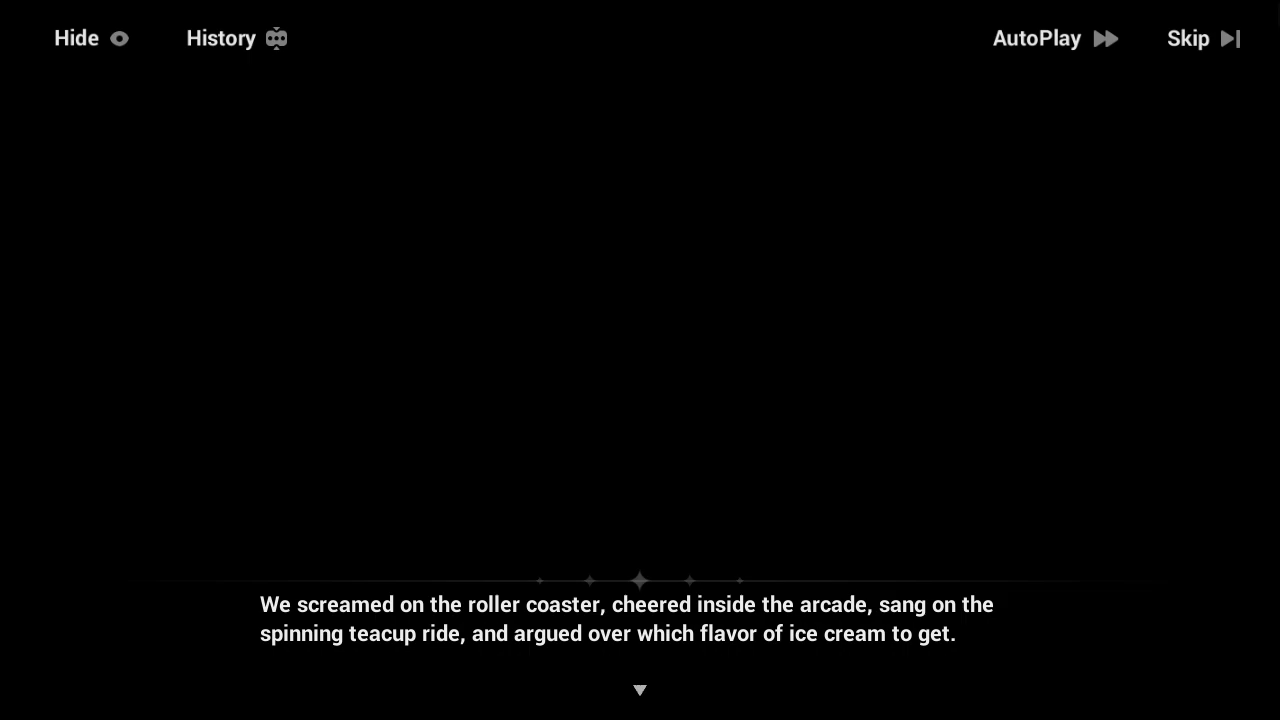 Hide
History
AutoPlay
Skip
We screamed on the roller coaster, cheered inside the arcade, sang on the
spinning teacup ride, and argued over which flavor of ice cream to get.